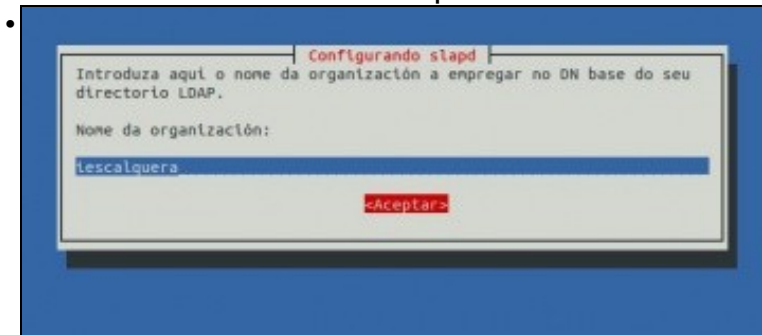 Configurando slapd
Introduza aquí o nome da organización a empregar no DN base do seu
directorio LDAP.
Nome da organización:
iescalquera
<Aceptar>